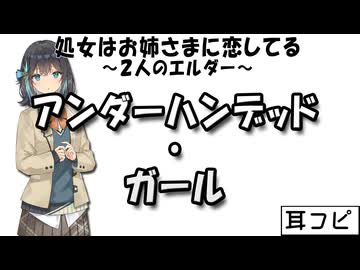 処女はお姉さまに恋してる
～2人のエルダー～
アンダーハンデッド
・
ガール
耳コピ